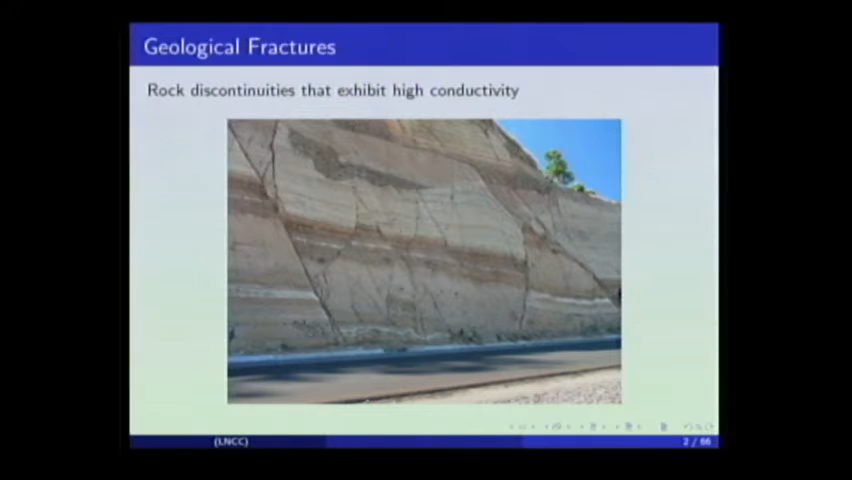 Geological Fractures
Rock discontinuities that exhibit high conductivity
(LNCC)
2 / 66